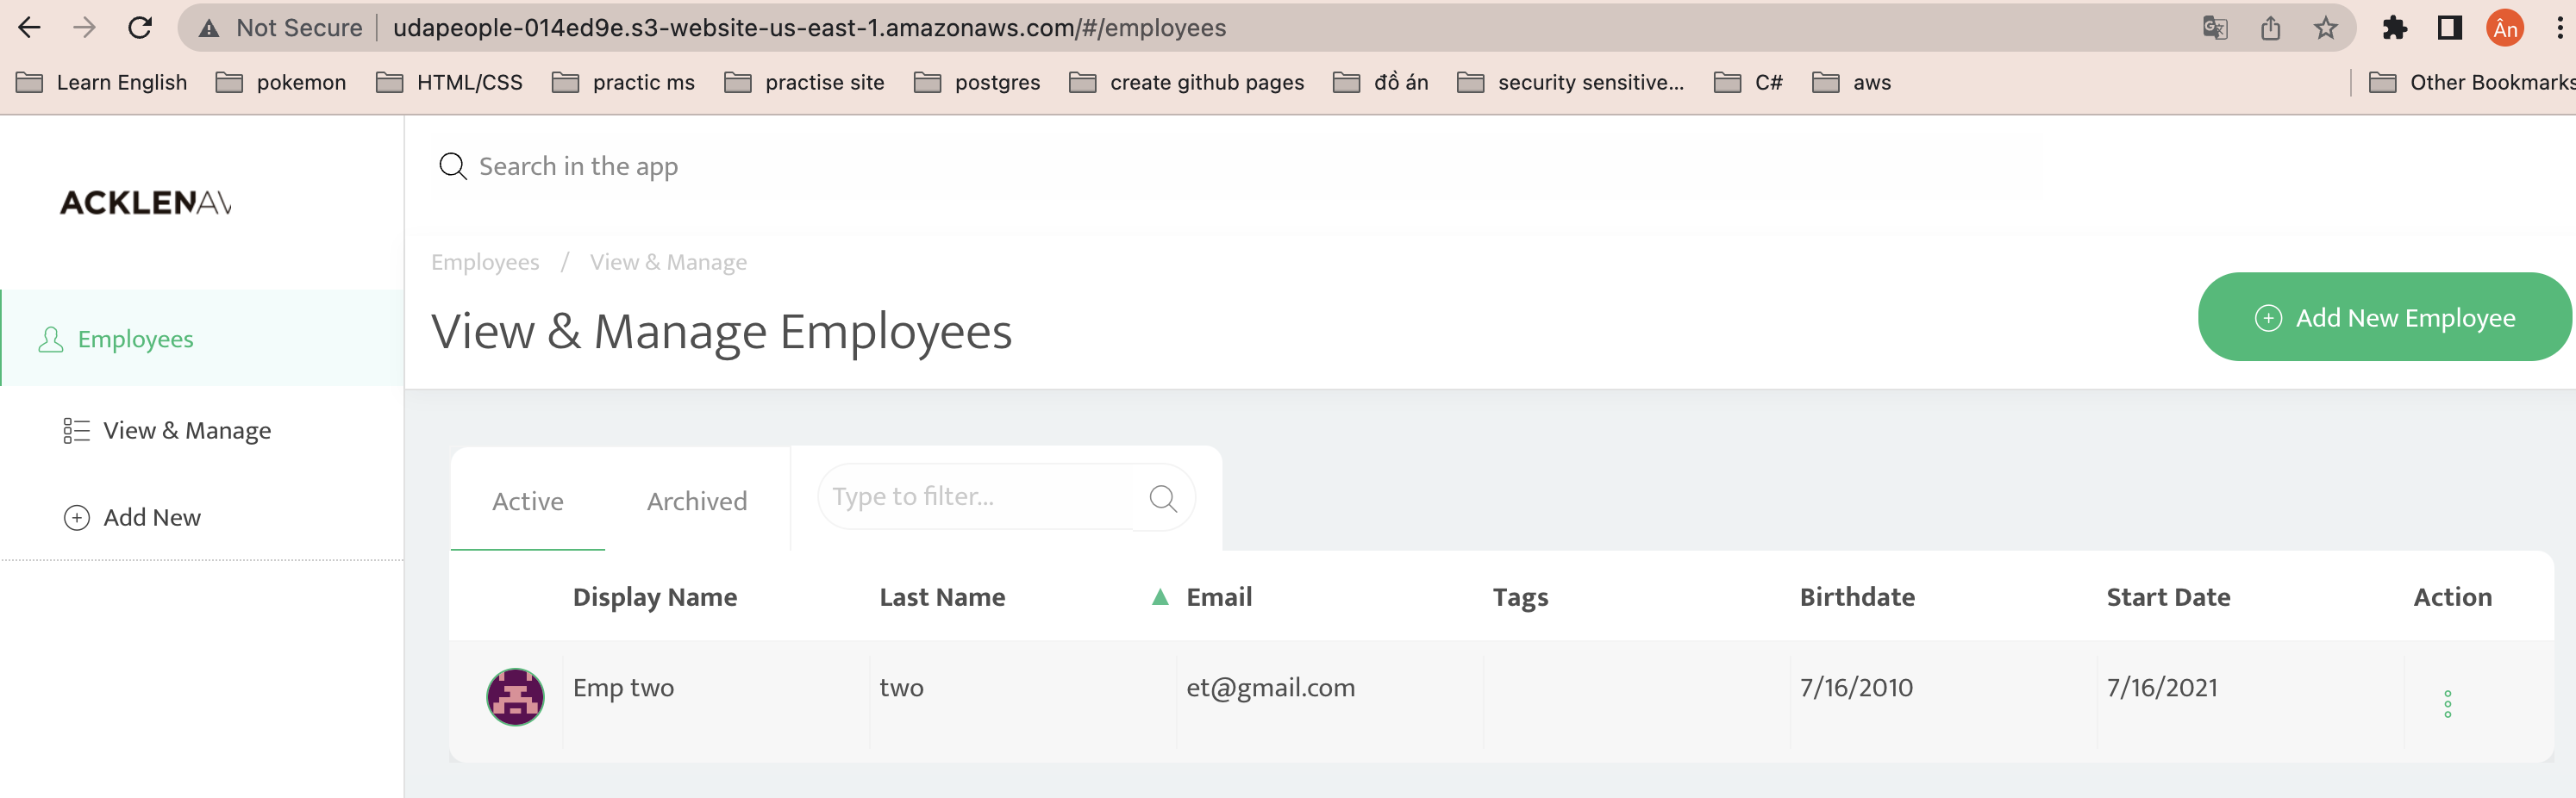 Not Secure udapeople-014ed9e.s3-website-us-east-1.amazonaws.com/#/employees Ân
Learn English pokemon HTML/CSS practic ms practise site postgres create github pages đồ án security sensitive... C# aws Other Bookmarks
Search in the app
ACKLENAV
Employees / View & Manage
View & Manage Employees
Add New Employee
Employees
View & Manage
Add New
Active Archived Type to filter...
Display Name Last Name Email Tags Birthdate Start Date Action
Emp two two et@gmail.com 7/16/2010 7/16/2021